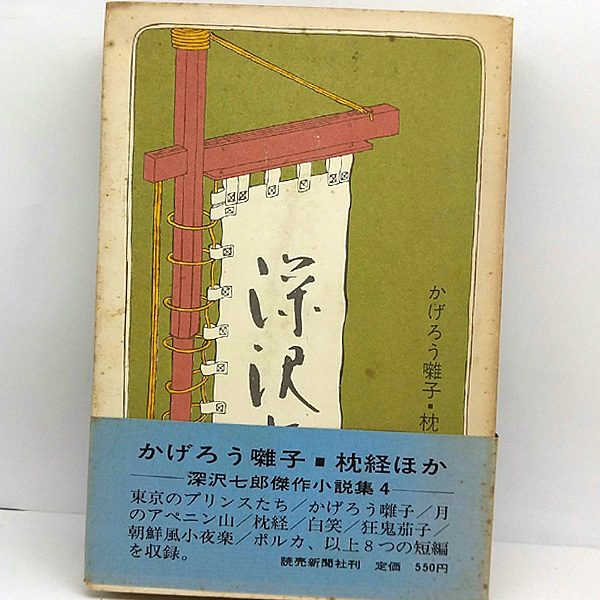 深沢
かげろう囃子■枕
かげろう囃子■枕経ほか
深沢七郎傑作小説集4
東京のプリンスたち／かげろう囃子／月
のアペニン山／枕経／白笑／狂鬼茄子／
朝鮮風小夜楽／ポルカ、以上8つの短編
を収録。
読売新聞社刊 定価 550円